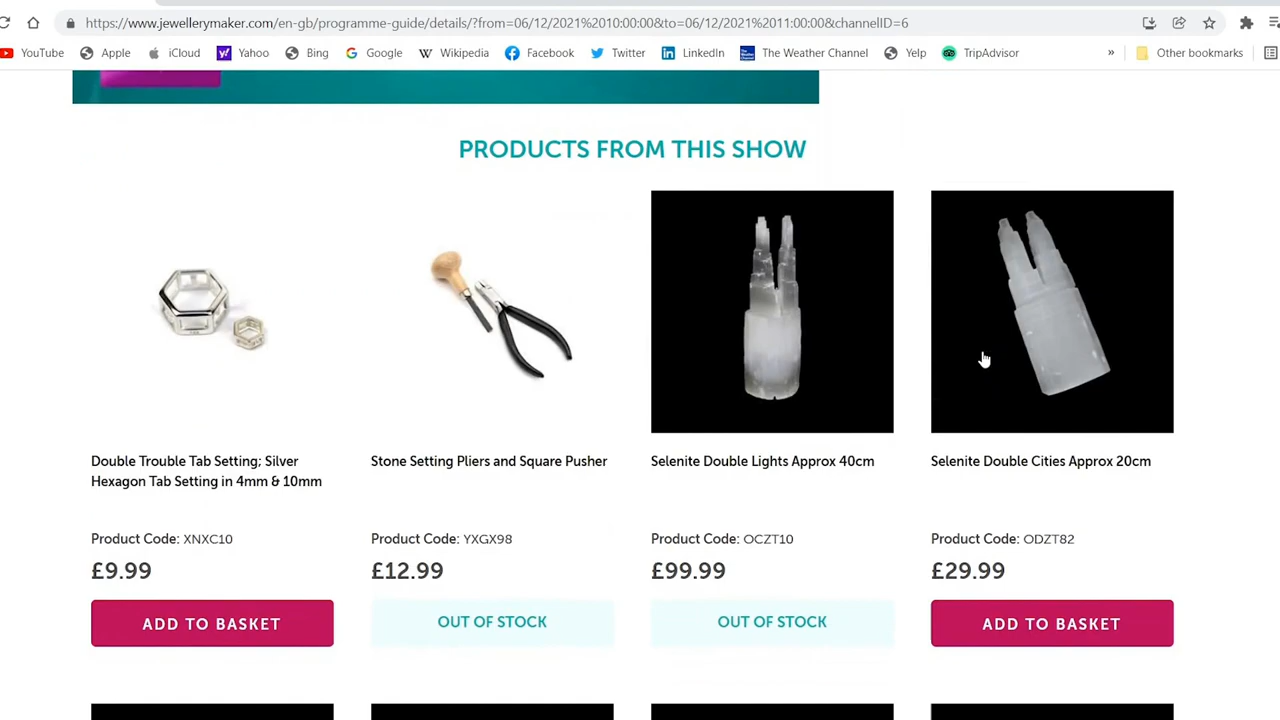 https://www.jewellerymaker.com/en-gb/programme-guide/details/?from=06/12/2021%2010:00:00&to=06/12/2021%2011:00:00&channelID=6
YouTube Apple iCloud Yahoo Bing Google Wikipedia Facebook Twitter LinkedIn The Weather Channel Yelp TripAdvisor » Other bookmarks
PRODUCTS FROM THIS SHOW
Double Trouble Tab Setting; Silver
Hexagon Tab Setting in 4mm & 10mm
Product Code: XNXC10
£9.99
ADD TO BASKET
Stone Setting Pliers and Square Pusher
Product Code: YXGX98
£12.99
OUT OF STOCK
Selenite Double Lights Approx 40cm
Product Code: OCZT10
£99.99
OUT OF STOCK
Selenite Double Cities Approx 20cm
Product Code: ODZT82
£29.99
ADD TO BASKET